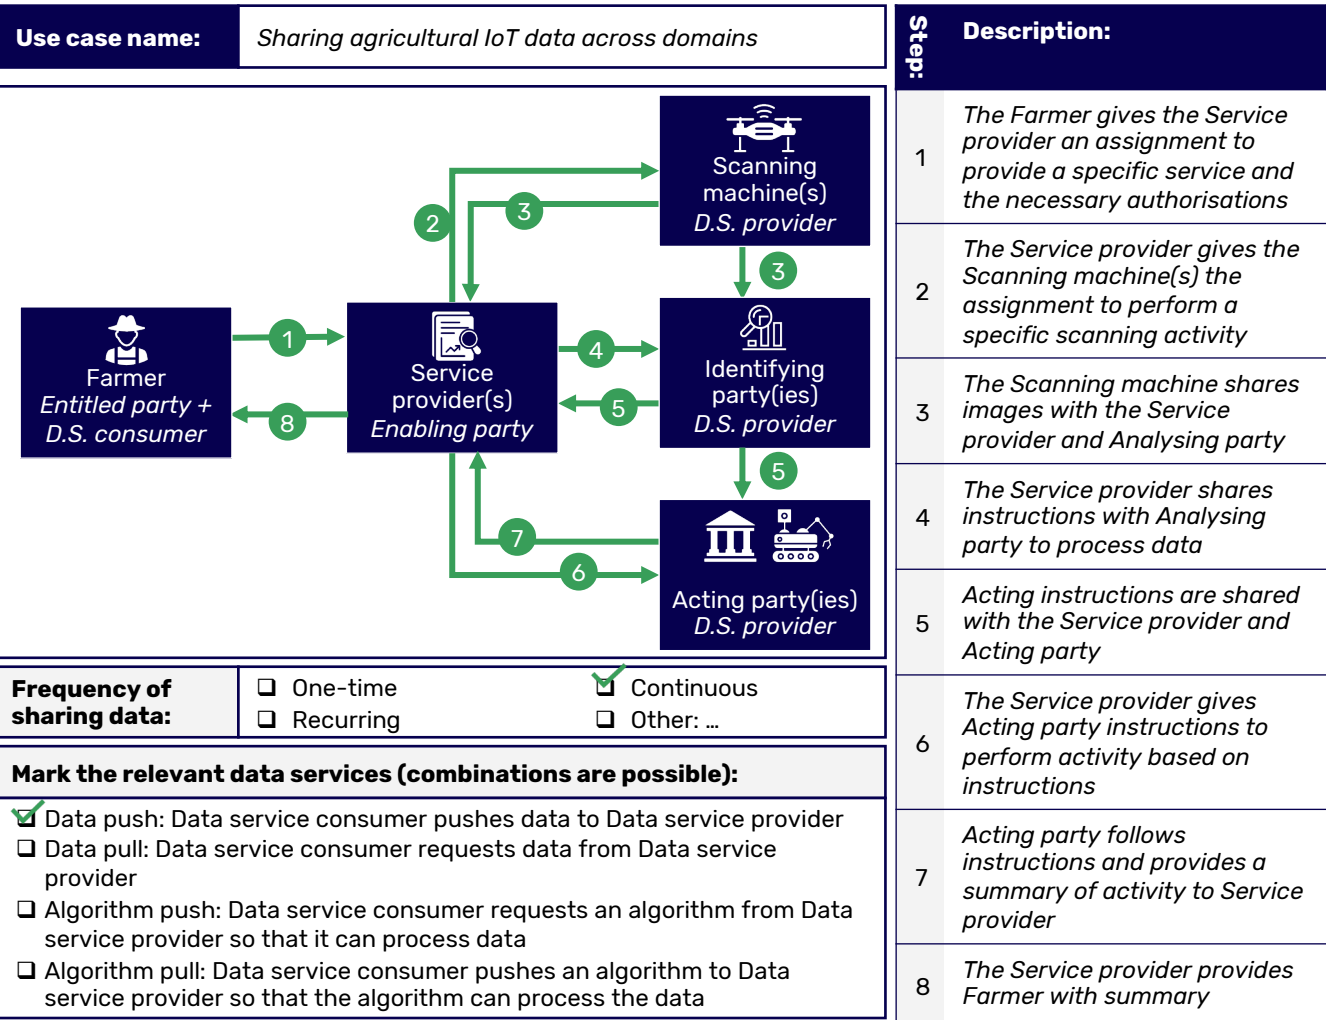 Use case name:
Sharing agricultural IoT data across domains
Scanning
machine(s)
D.S. provider
2
3
3
Farmer
Entitled party +
D.S. consumer
1
8
Service
provider(s)
Enabling party
4
5
Identifying
party(ies)
D.S. provider
5
7
6
Acting party(ies)
D.S. provider
Frequency of
sharing data:
One-time
Continuous
Recurring
Other: ...
Mark the relevant data services (combinations are possible):
Data push: Data service consumer pushes data to Data service provider
Data pull: Data service consumer requests data from Data service
provider
Algorithm push: Data service consumer requests an algorithm from Data
service provider so that it can process data
Algorithm pull: Data service consumer pushes an algorithm to Data
service provider so that the algorithm can process the data
Step:
Description:
1
The Farmer gives the Service
provider an assignment to
provide a specific service and
the necessary authorisations
2
The Service provider gives the
Scanning machine(s) the
assignment to perform a
specific scanning activity
3
The Scanning machine shares
images with the Service
provider and Analysing party
4
The Service provider shares
instructions with Analysing
party to process data
5
Acting instructions are shared
with the Service provider and
Acting party
6
The Service provider gives
Acting party instructions to
perform activity based on
instructions
7
Acting party follows
instructions and provides a
summary of activity to Service
provider
8
The Service provider provides
Farmer with summary